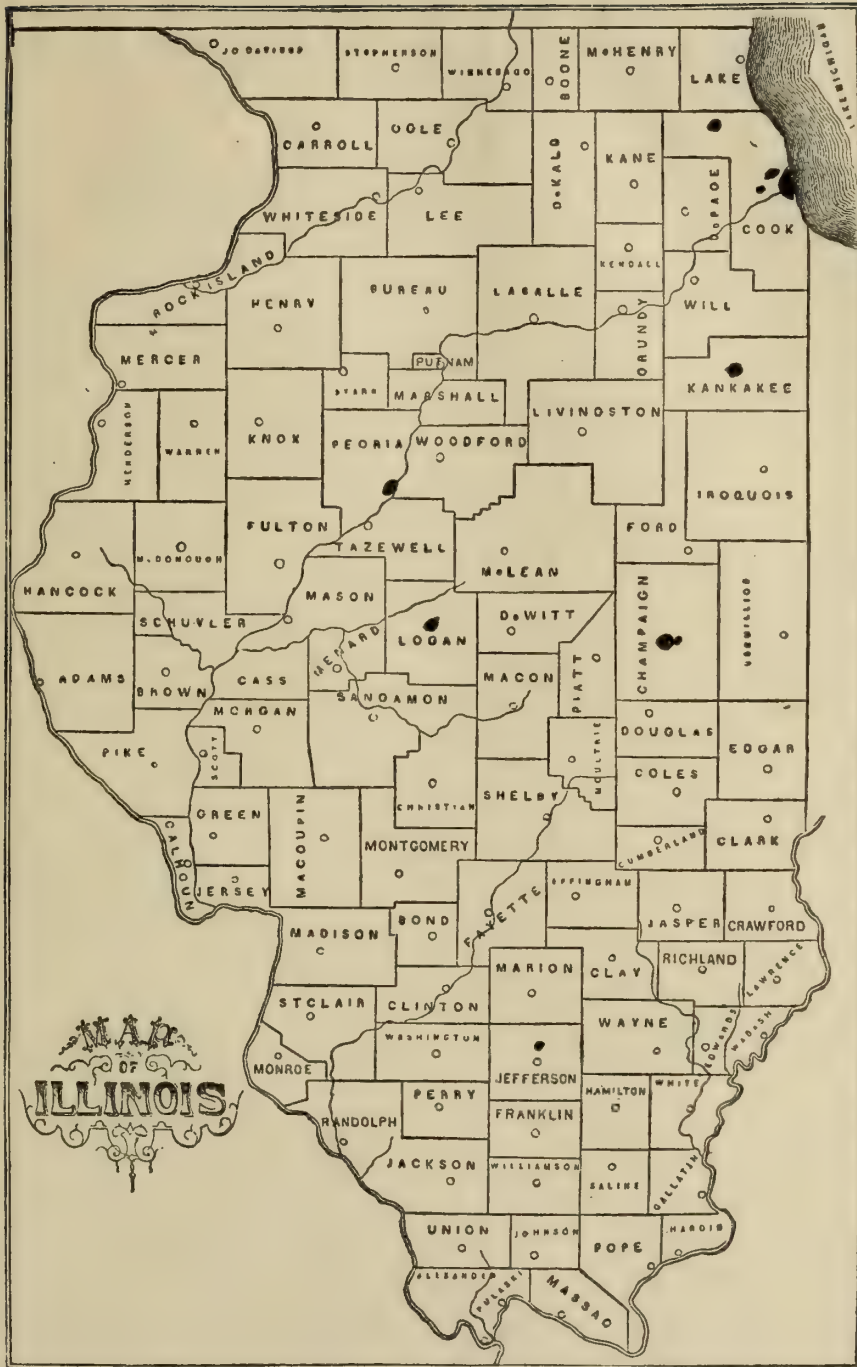 JO DAVIESS
STEPHENSON
WINNEBAGO
BOONE
McHENRY
LAKE
LAKE MICHIGAN
CARROLL
OGLE
DeKALB
KANE
DuPAGE
COOK
WHITESIDE
LEE
KENDALL
ROCK ISLAND
HENRY
BUREAU
LASALLE
GRUNDY
WILL
MERCER
PUTNAM
KANKAKEE
STARK
MARSHALL
LIVINGSTON
HENDERSON
WARREN
KNOX
PEORIA
WOODFORD
IROQUOIS
FULTON
FORD
TAZEWELL
McLEAN
HANCOCK
McDONOUGH
MASON
CHAMPAIGN
VERMILLION
SCHUYLER
MENARD
LOGAN
DeWITT
ADAMS
BROWN
CASS
SANGAMON
MACON
PIATT
MORGAN
DOUGLAS
PIKE
SCOTT
MOULTRIE
EDGAR
COLES
CHRISTIAN
SHELBY
CALHOUN
GREEN
MACOUPIN
MONTGOMERY
CUMBERLAND
CLARK
JERSEY
FAYETTE
EFFINGHAM
MADISON
BOND
JASPER
CRAWFORD
MARION
CLAY
RICHLAND
LAWRENCE
ST CLAIR
CLINTON
WAYNE
EDWARDS
WABASH
MONROE
WASHINGTON
JEFFERSON
HAMILTON
WHITE
RANDOLPH
PERRY
FRANKLIN
JACKSON
WILLIAMSON
SALINE
GALLATIN
UNION
JOHNSON
POPE
HARDIN
ALEXANDER
PULASKI
MASSAC
MAP
OF
ILLINOIS